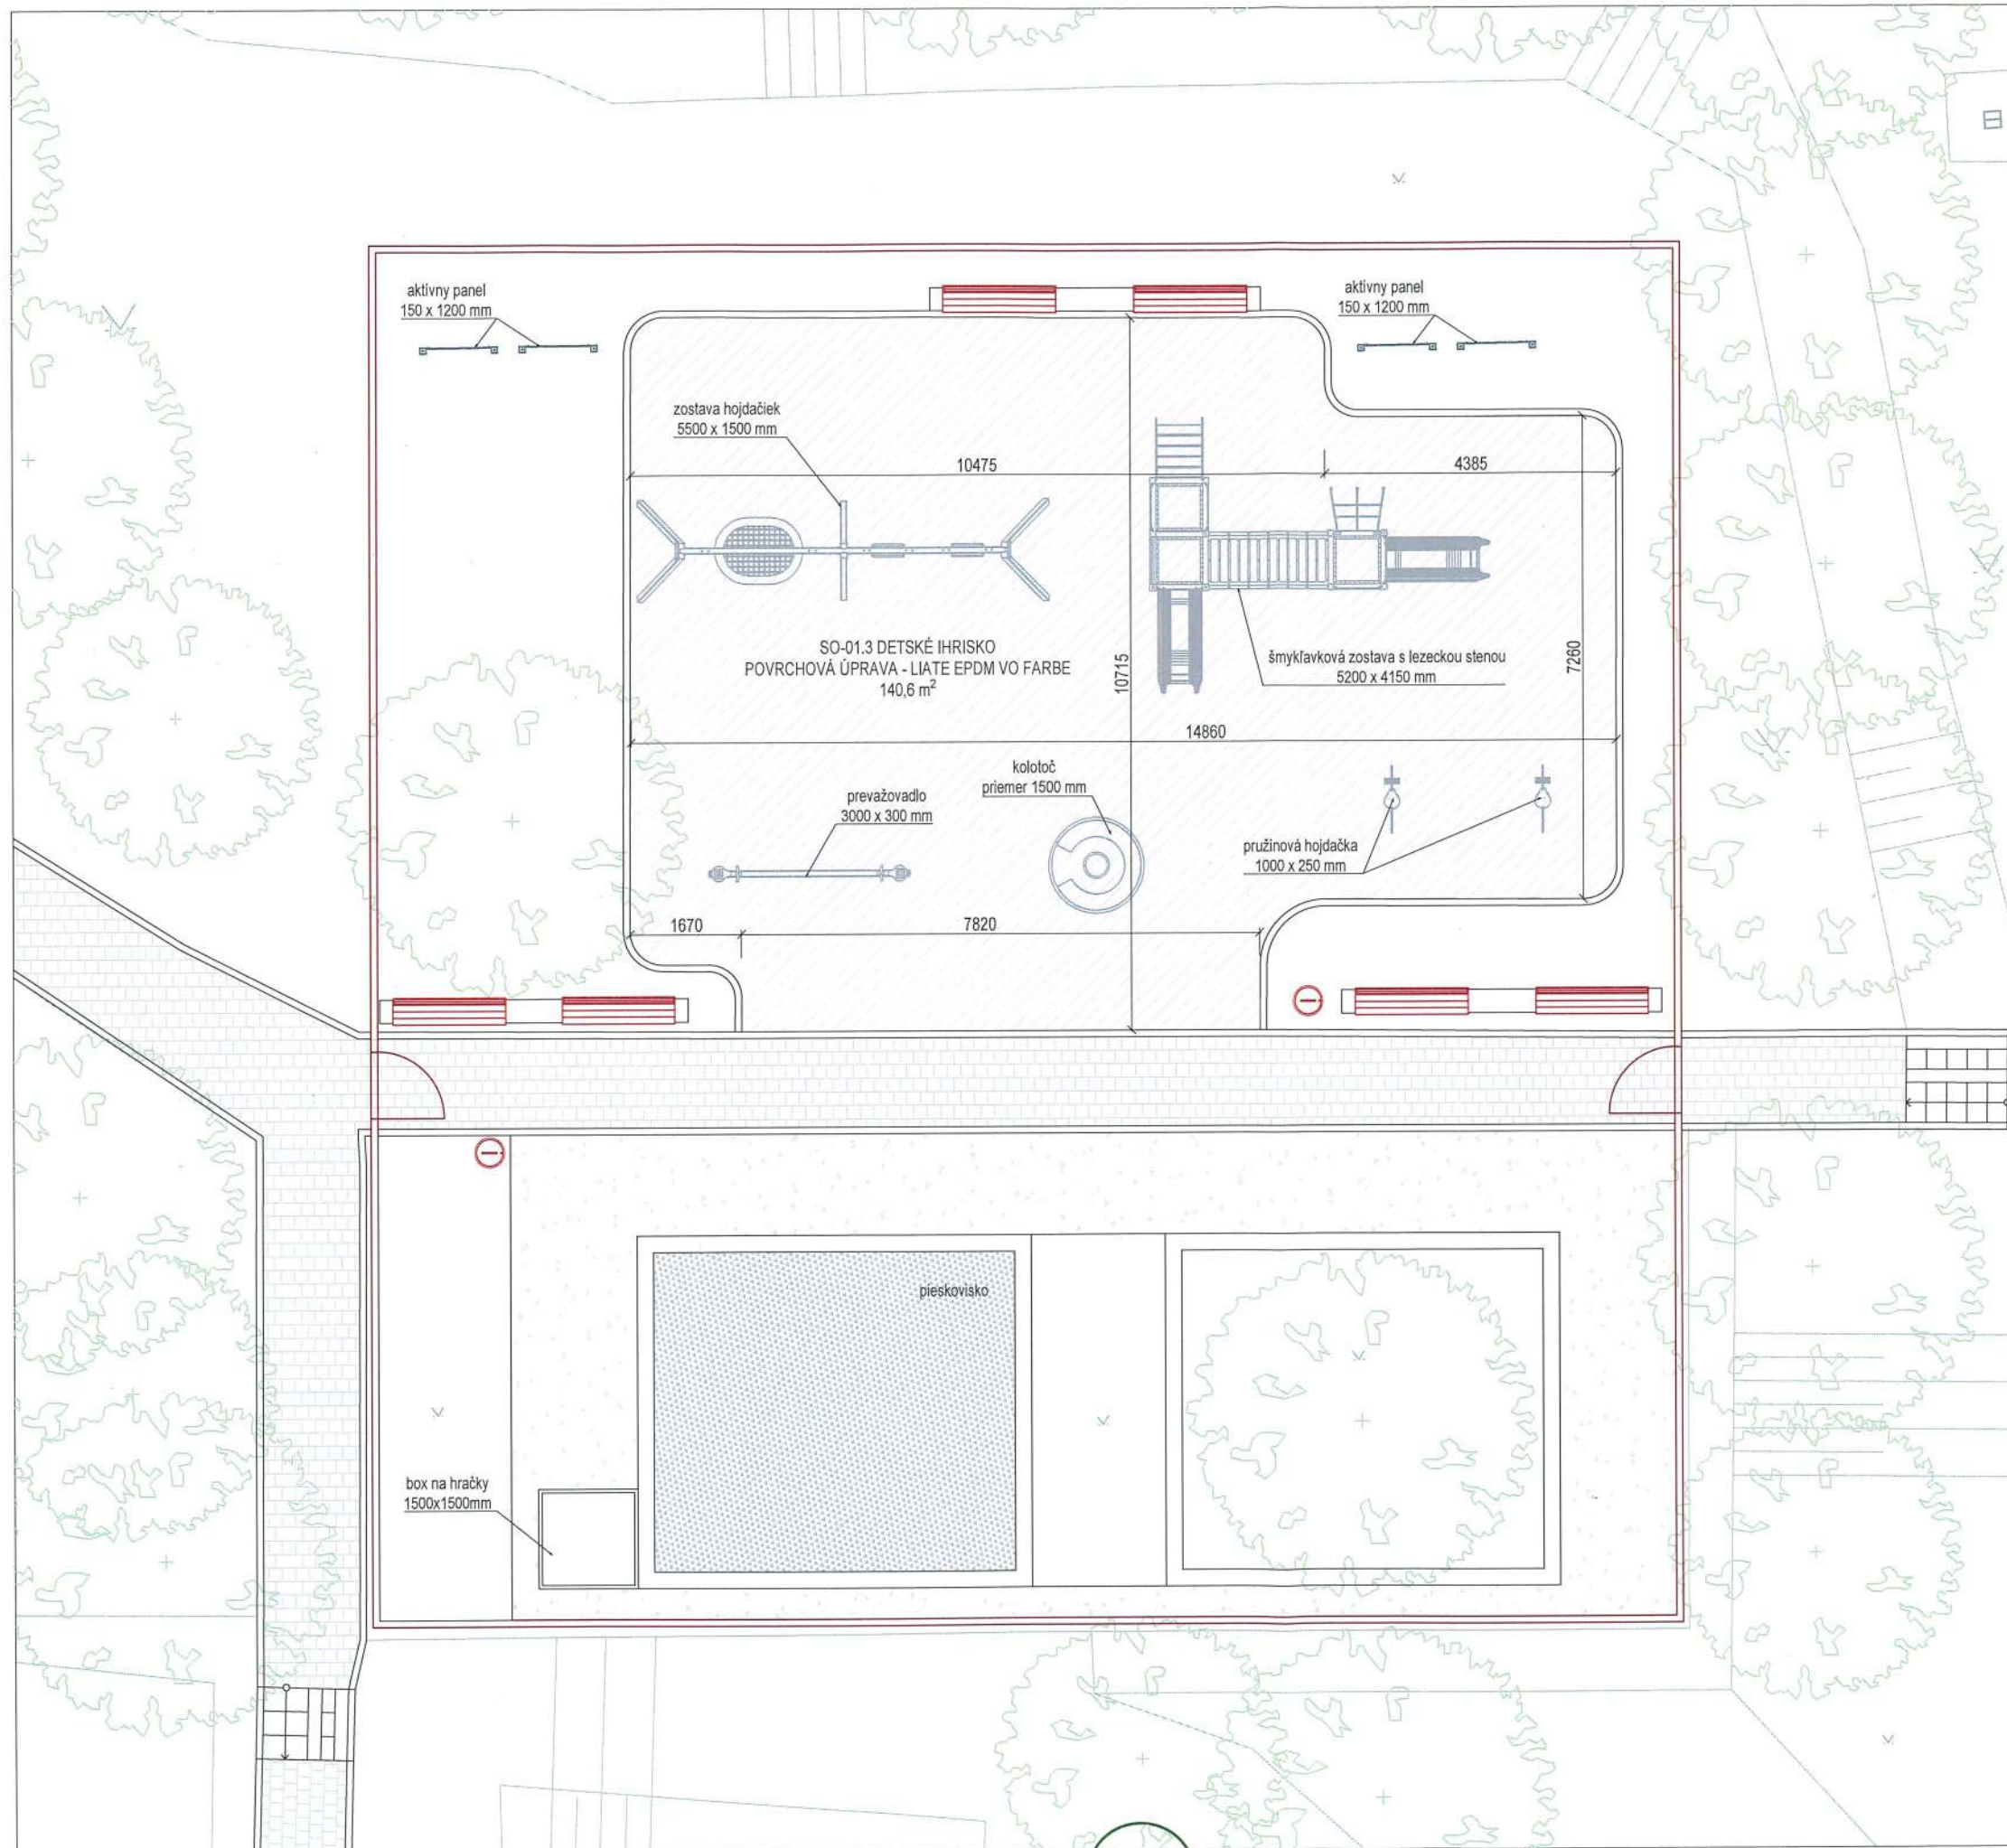 aktívny panel
150 x 1200 mm
aktívny panel
150 x 1200 mm
zostava hojdačiek
5500 x 1500 mm
10475
4385
SO-01.3 DETSKÉ IHRISKO
POVRCHOVÁ ÚPRAVA - LIATE EPDM VO FARBE
140,6 m²
10715
šmykľavková zostava s lezeckou stenou
5200 x 4150 mm
7260
14860
kolotoč
priemer 1500 mm
prevažovadlo
3000 x 300 mm
pružinová hojdačka
1000 x 250 mm
1670
7820
pieskovisko
box na hračky
1500x1500mm